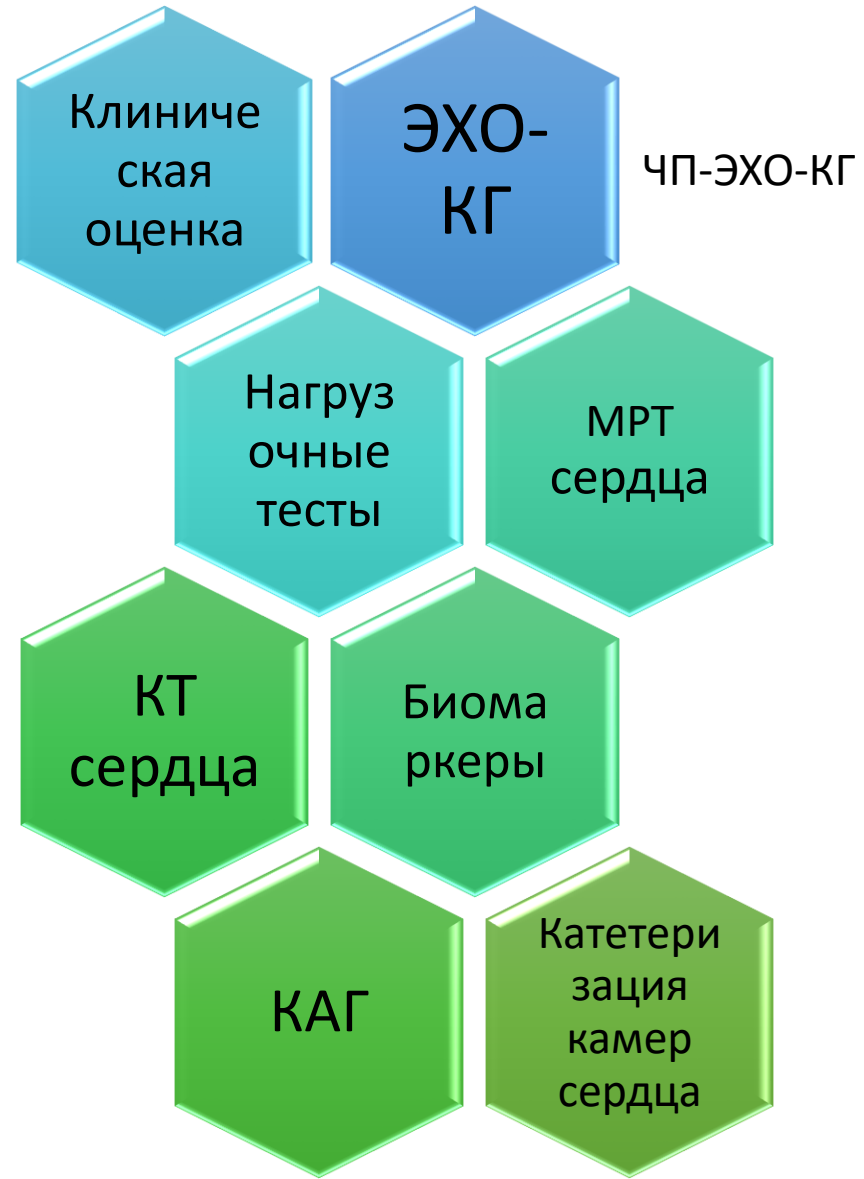 Клиниче
ская
оценка
ЭХО-
КГ
ЧП-ЭХО-КГ
Нагруз
очные
тесты
МРТ
сердца
КТ
сердца
Биома
ркеры
КАГ
Катетери
зация
камер
сердца